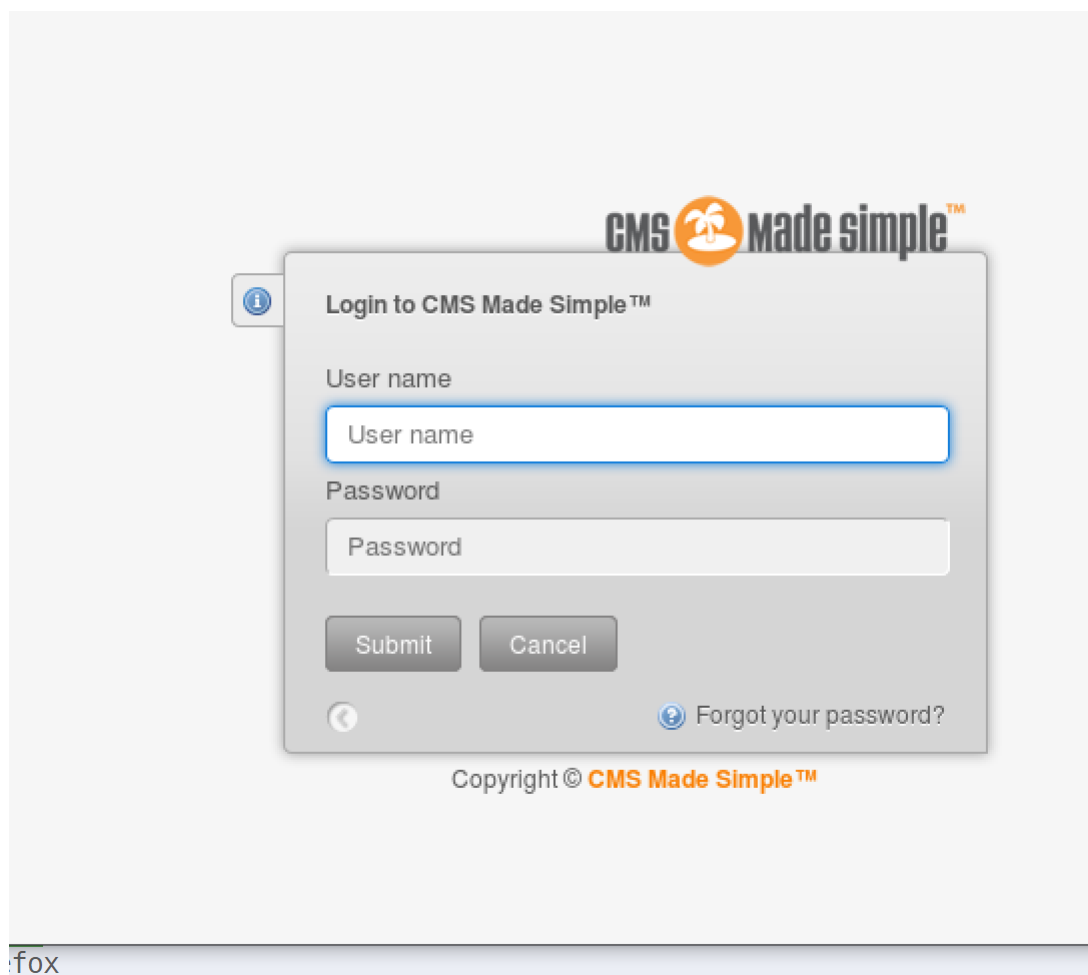 CMS Made Simple™
Login to CMS Made Simple™
User name
User name
Password
Password
Submit Cancel
Forgot your password?
Copyright © CMS Made Simple™
efox